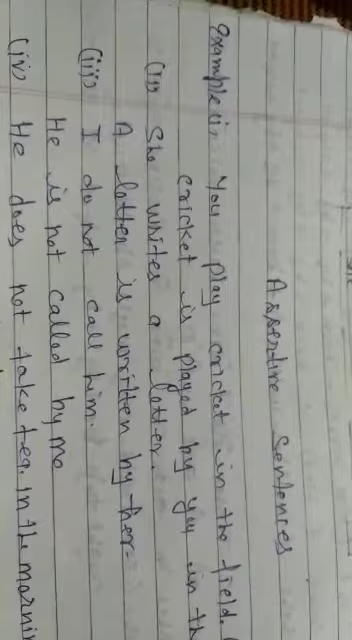 Assertive Sentences
Example:(i) You play cricket in the field.
cricket is played by you in th
(ii) She writes a letter.
A letter is written by her.
(iii) I do not call him.
He is not called by me
(iv) He does not take tea in the mornin